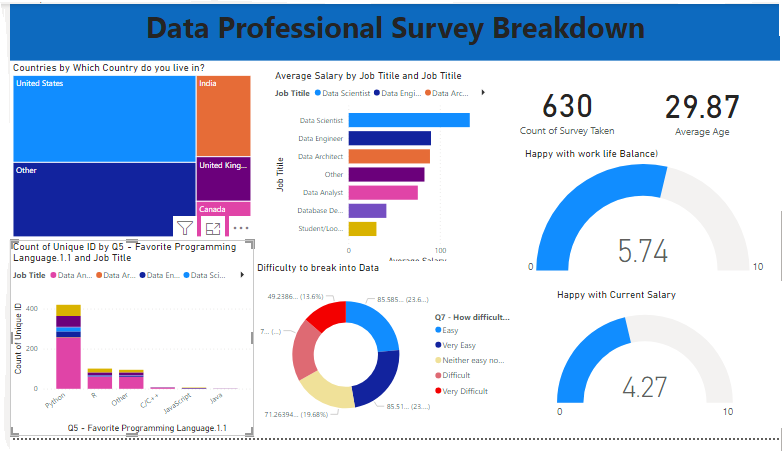 Data Professional Survey Breakdown
Countries by Which Country do you live in?
United States
India
Other
United King...
Canada
Average Salary by Job Titile and Job Titile
Job Titile Data Scientist Data Engi... Data Arc...
Job Titile
Data Scientist
Data Engineer
Data Architect
Other
Data Analyst
Database De...
Student/Loo...
0 100
Average Salary
630
Count of Survey Taken
29.87
Average Age
Happy with work life Balance)
5.74
0 10
Count of Unique ID by Q5 - Favorite Programming
Language.1.1 and Job Title
Job Title Data An... Data Ar... Data En... Data Sci...
Count of Unique ID
400
200
0
Python R Other C/C++ JavaScript Java
Q5 - Favorite Programming Language.1.1
Difficulty to break into Data
49.2386... (13.6%)
85.585... (23.6...)
7... (...)
71.26394... (19.68%)
85.51... (23....)
Q7 - How difficult...
Easy
Very Easy
Neither easy no...
Difficult
Very Difficult
Happy with Current Salary
4.27
0 10